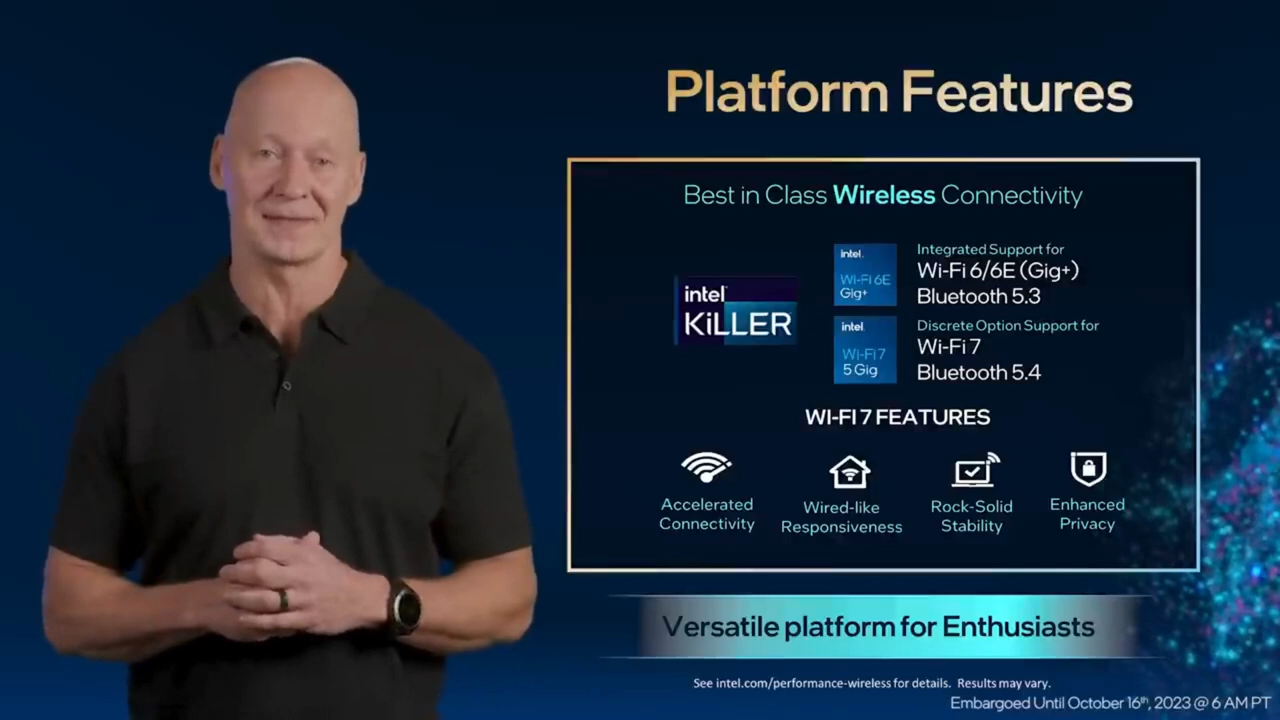 Platform Features
Best in Class Wireless Connectivity
intel
KiLLER
intel.
Wi-Fi 6E
Gig+
Integrated Support for
Wi-Fi 6/6E (Gig+)
Bluetooth 5.3
intel.
Wi-Fi 7
5 Gig
Discrete Option Support for
Wi-Fi 7
Bluetooth 5.4
WI-FI 7 FEATURES
Accelerated
Connectivity
Wired-like
Responsiveness
Rock-Solid
Stability
Enhanced
Privacy
Versatile platform for Enthusiasts
See intel.com/performance-wireless for details. Results may vary.
Embargoed Until October 16th, 2023 @ 6 AM PT